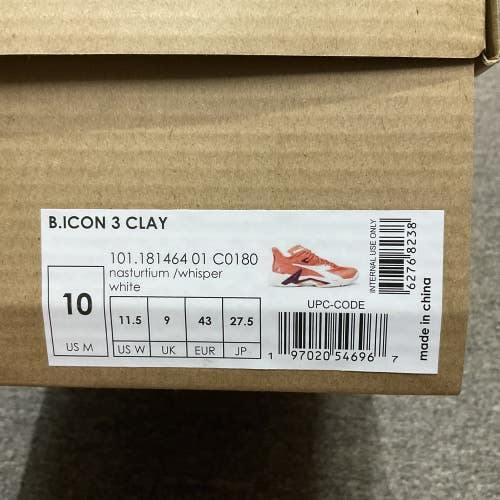 B.ICON 3 CLAY
101.181464 01 C0180
nasturtium /whisper
white
10
US M
11.5
US W
9
UK
43
EUR
27.5
JP
INTERNAL USE ONLY
6276 8238
UPC-CODE
1 97020 54696 7
made in china